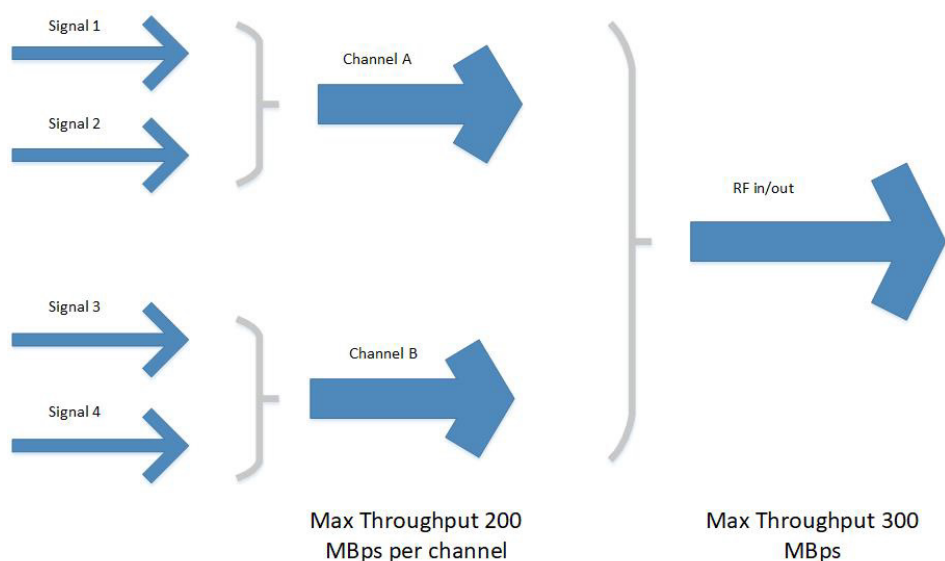 Signal 1
Signal 2
Channel A
Signal 3
Signal 4
Channel B
RF in/out
Max Throughput 200
MBps per channel
Max Throughput 300
MBps